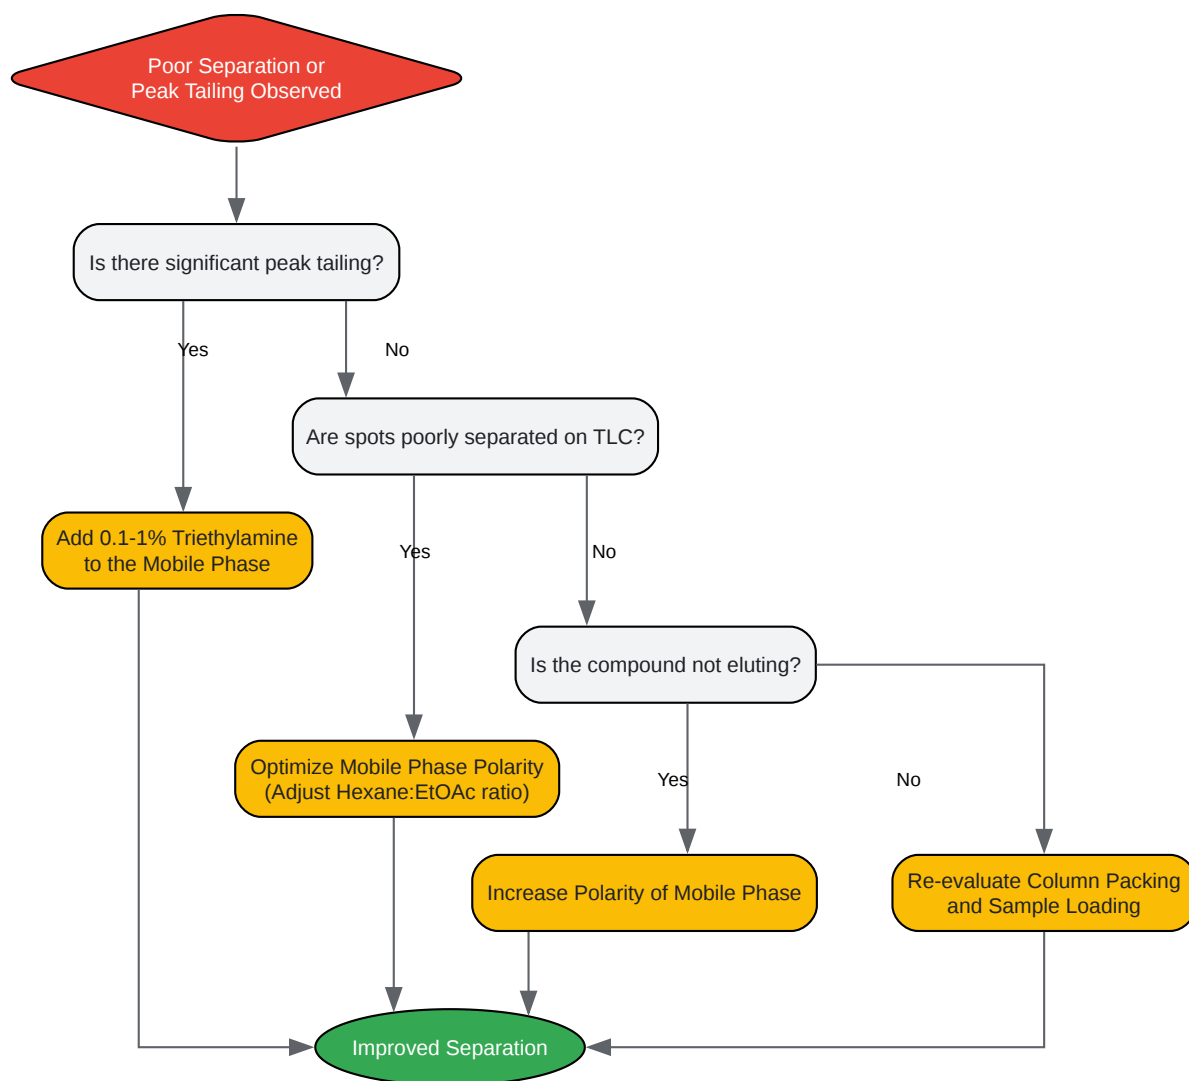 Poor Separation or
Peak Tailing Observed
Is there significant peak tailing?
Yes
No
Are spots poorly separated on TLC?
Add 0.1-1% Triethylamine
to the Mobile Phase
Yes
No
Is the compound not eluting?
Optimize Mobile Phase Polarity
(Adjust Hexane:EtOAc ratio)
Yes
No
Increase Polarity of Mobile Phase
Re-evaluate Column Packing
and Sample Loading
Improved Separation